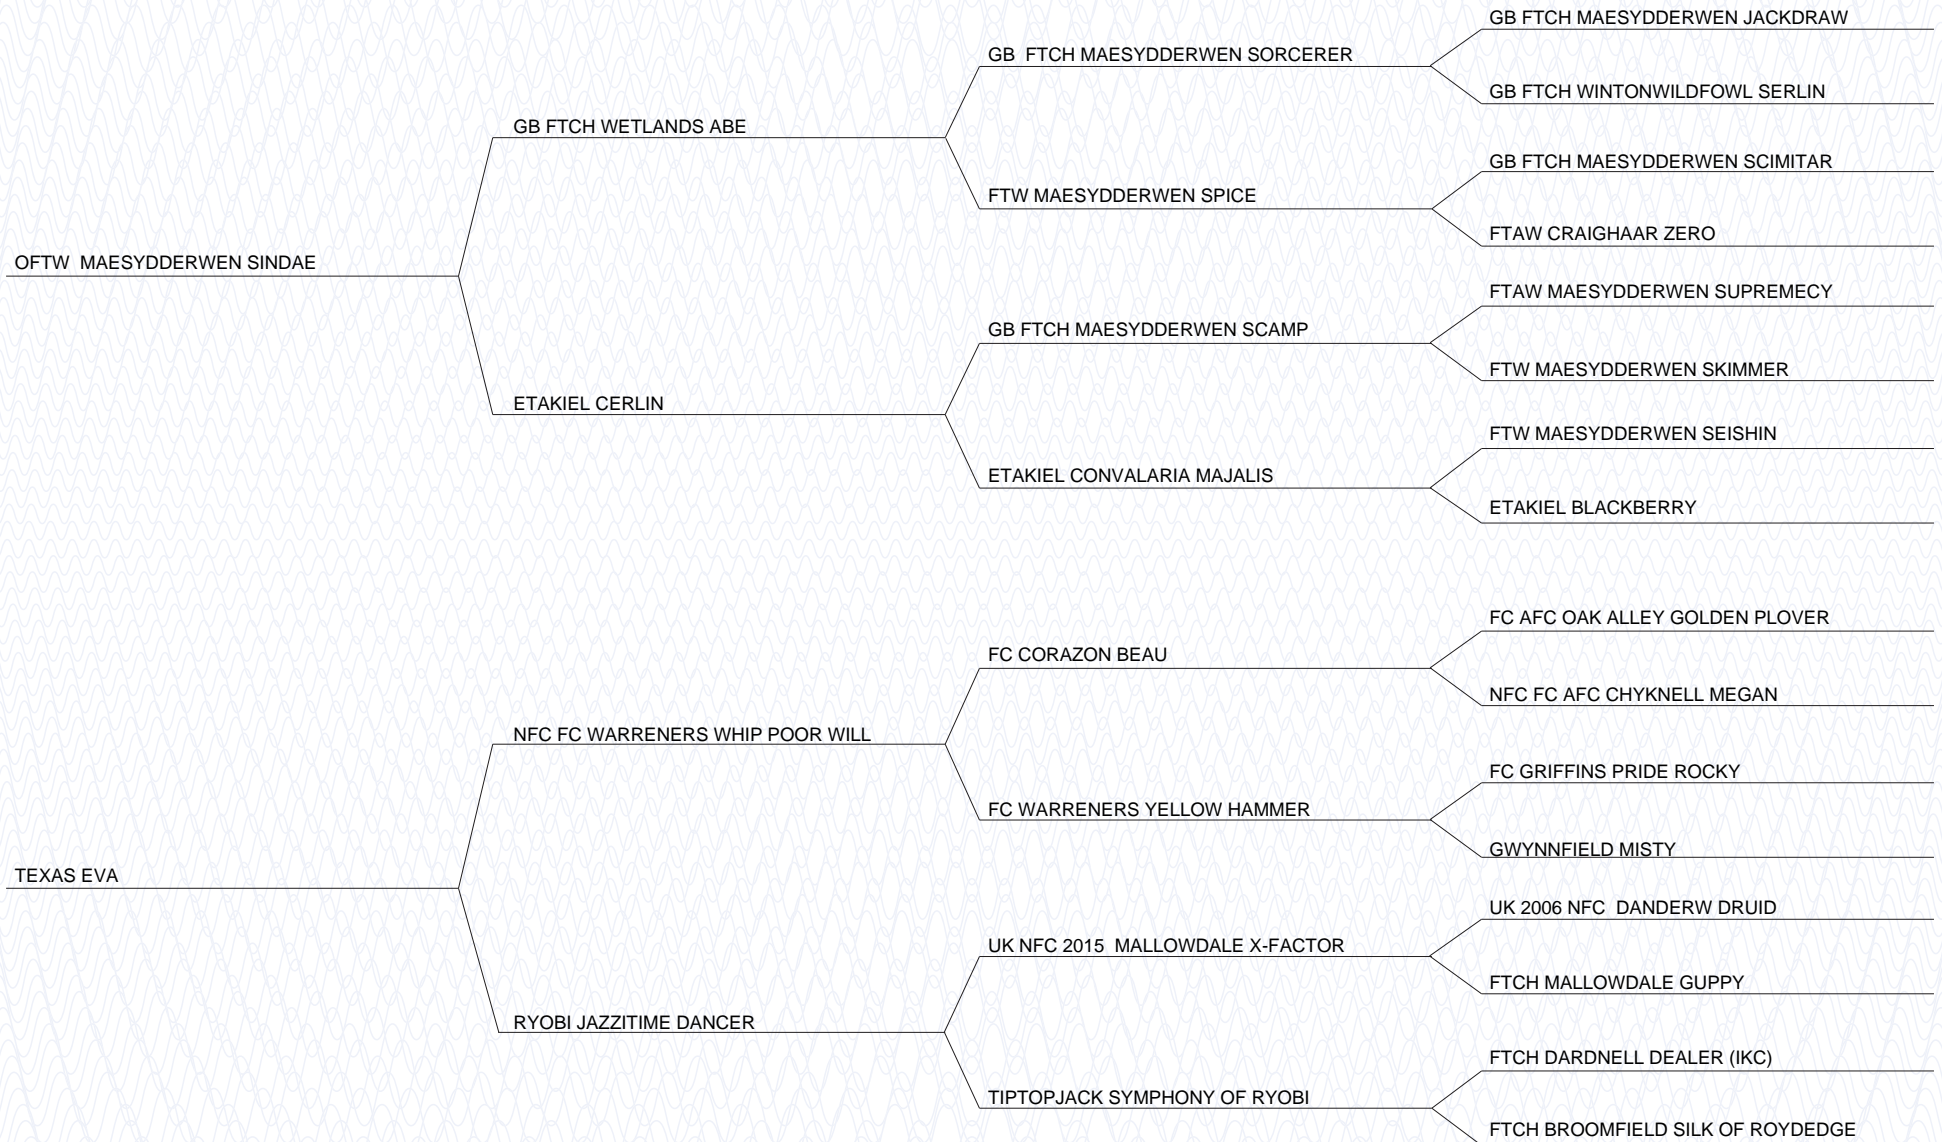 GB FTCH MAESYDDERWEN JACKDRAW
GB  FTCH MAESYDDERWEN SORCERER
GB FTCH WINTONWILDFOWL SERLIN
GB FTCH WETLANDS ABE
GB FTCH MAESYDDERWEN SCIMITAR
FTW MAESYDDERWEN SPICE
FTAW CRAIGHAAR ZERO
OFTW  MAESYDDERWEN SINDAE
FTAW MAESYDDERWEN SUPREMECY
GB FTCH MAESYDDERWEN SCAMP
FTW MAESYDDERWEN SKIMMER
ETAKIEL CERLIN
FTW MAESYDDERWEN SEISHIN
ETAKIEL CONVALARIA MAJALIS
ETAKIEL BLACKBERRY
FC AFC OAK ALLEY GOLDEN PLOVER
FC CORAZON BEAU
NFC FC AFC CHYKNELL MEGAN
NFC FC WARRENERS WHIP POOR WILL
FC GRIFFINS PRIDE ROCKY
FC WARRENERS YELLOW HAMMER
GWYNNFIELD MISTY
TEXAS EVA
UK 2006 NFC  DANDERW DRUID
UK NFC 2015  MALLOWDALE X-FACTOR
FTCH MALLOWDALE GUPPY
RYOBI JAZZITIME DANCER
FTCH DARDNELL DEALER (IKC)
TIPTOPJACK SYMPHONY OF RYOBI
FTCH BROOMFIELD SILK OF ROYDEDGE